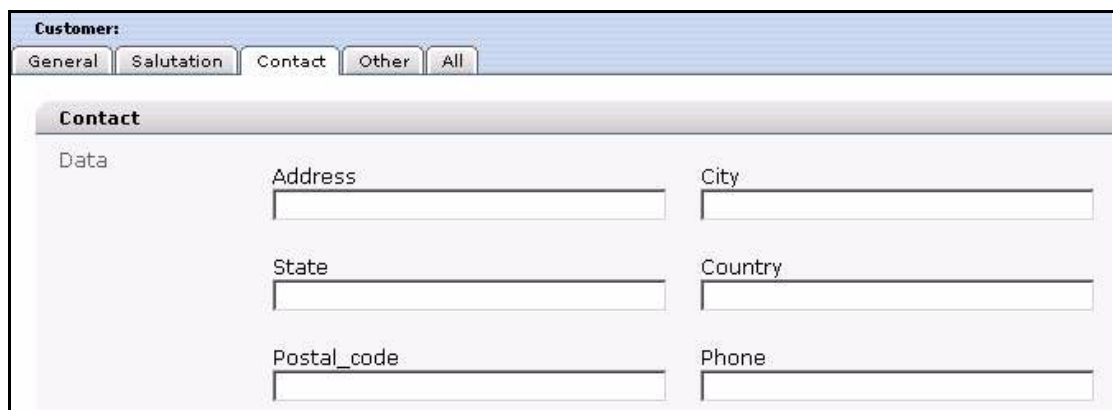 Customer:
General Salutation Contact Other All
Contact
Data
Address City
State Country
Postal_code Phone